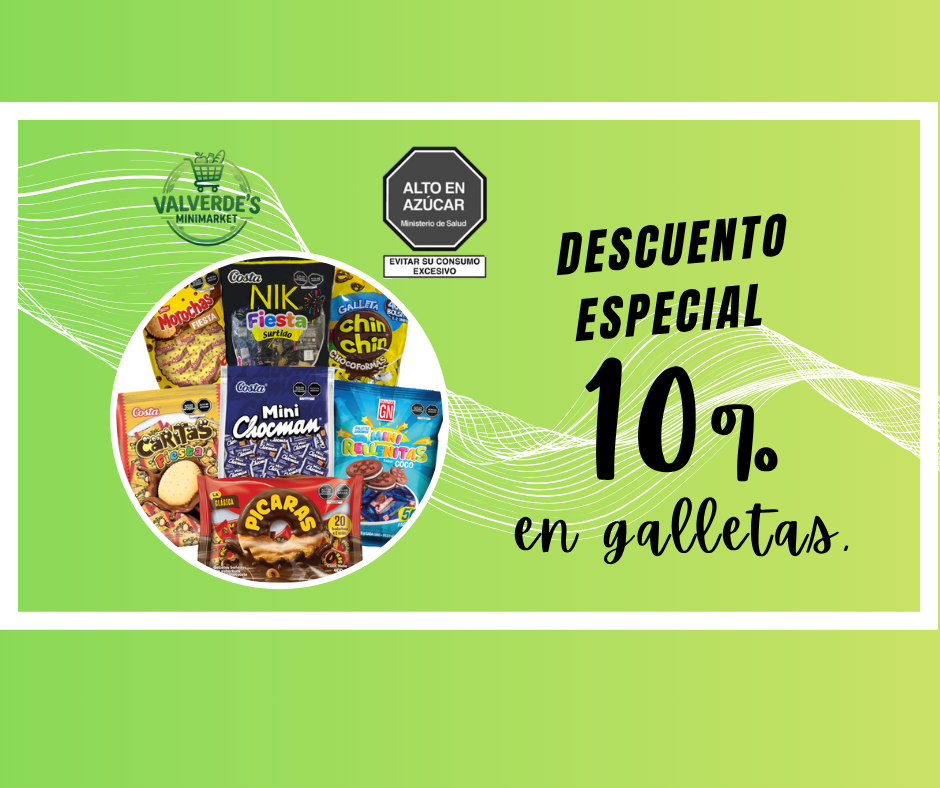 VALVERDE'S
MINIMARKET
ALTO EN
AZÚCAR
Ministerio de Salud
EVITAR SU CONSUMO
EXCESIVO
DESCUENTO
ESPECIAL
10%
en galletas.
Morochas
FIESTA
Costa
NIK
Fiesta
Surtido
GALLETA
chin
chin
CHOCOFORMAS
Costa
CARITAS
Fiesta
Costa
Mini
Chocman
GN
MINI
RELLENITAS
COCO
LA
CLÁSICA
PICARAS
20